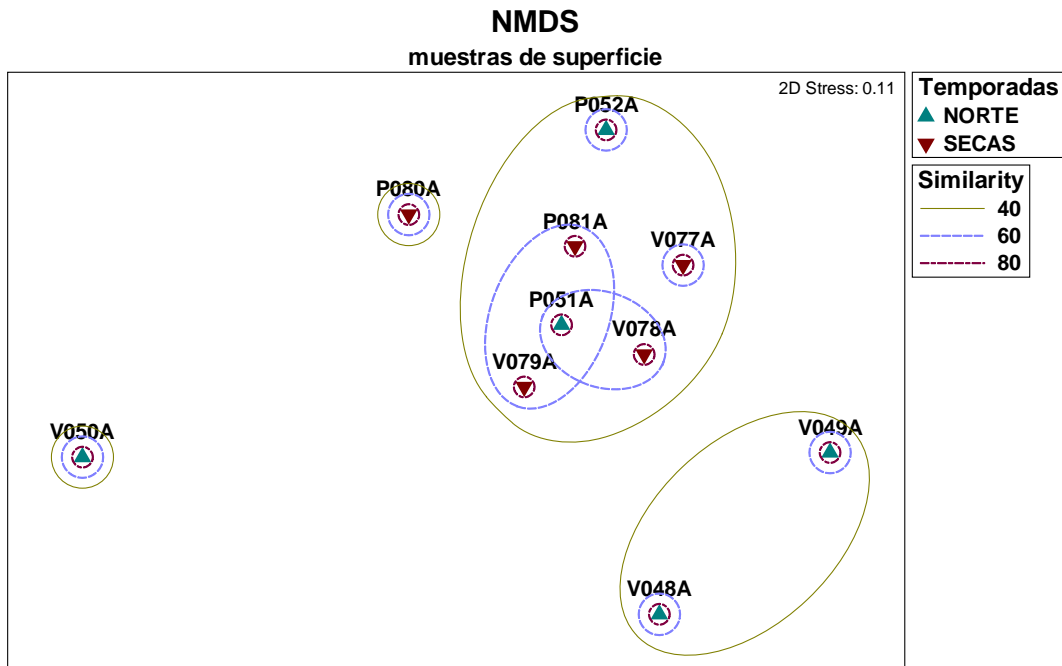 NMDS
muestras de superficie
2D Stress: 0.11
Temporadas
NORTE
SECAS
Similarity
40
60
80
P052A
P080A
P081A
V077A
P051A
V078A
V079A
V050A
V049A
V048A